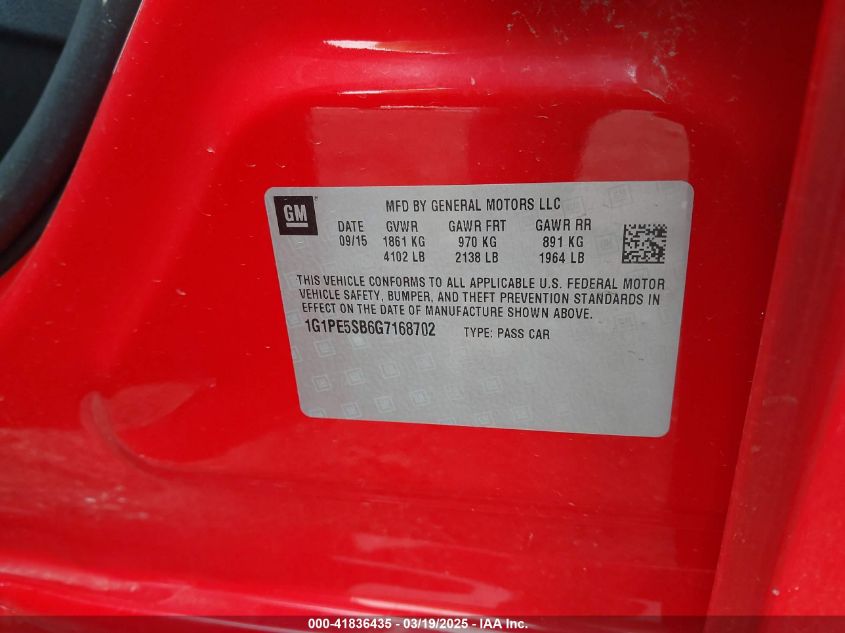 GM
MFD BY GENERAL MOTORS LLC
DATE GVWR GAWR FRT GAWR RR
09/15 1861 KG 970 KG 891 KG
4102 LB 2138 LB 1964 LB
THIS VEHICLE CONFORMS TO ALL APPLICABLE U.S. FEDERAL MOTOR
VEHICLE SAFETY, BUMPER, AND THEFT PREVENTION STANDARDS IN
EFFECT ON THE DATE OF MANUFACTURE SHOWN ABOVE.
1G1PE5SB6G7168702 TYPE: PASS CAR
000-41836435 - 03/19/2025 - IAAI.COM